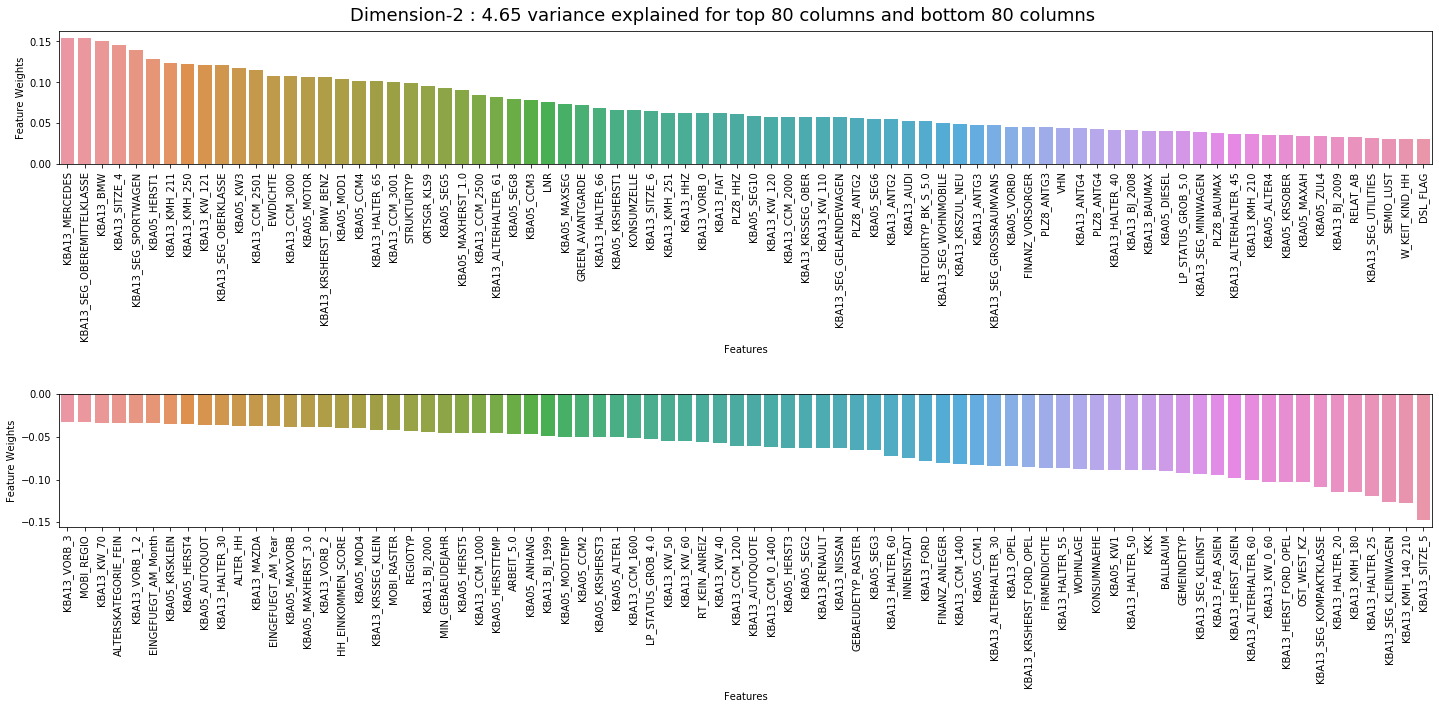 Dimension-2 : 4.65 variance explained for top 80 columns and bottom 80 columns
0.15
0.10
0.05
0.00
Feature Weights
KBA13_MERCEDES
KBA13_SEG_OBEREMITTELKLASSE
KBA13_BMW
KBA13_SITZE_4
KBA13_SEG_SPORTWAGEN
KBA05_HERST1
KBA13_KMH_211
KBA13_KMH_250
KBA13_KW_121
KBA13_SEG_OBERKLASSE
KBA05_KW3
KBA13_CCM_2501
EWDICHTE
KBA13_CCM_3000
KBA05_MOTOR
KBA13_KRSHERST_BMW_BENZ
KBA05_MOD1
KBA05_CCM4
KBA13_HALTER_65
KBA13_CCM_3001
STRUKTURTYP
ORTSGR_KLS9
KBA05_SEG5
KBA05_MAXHERST_1.0
KBA13_CCM_2500
KBA13_ALTERHALTER_61
KBA05_SEG8
KBA05_CCM3
LNR
KBA05_MAXSEG
GREEN_AVANTGARDE
KBA13_HALTER_66
KBA05_KRSHERST1
KONSUMZELLE
KBA13_SITZE_6
KBA13_KMH_251
KBA13_HHZ
KBA13_VORB_0
KBA13_FIAT
PLZ8_HHZ
KBA05_SEG10
KBA13_KW_120
KBA13_CCM_2000
KBA13_KRSSEG_OBER
KBA13_KW_110
KBA13_SEG_GELAENDEWAGEN
PLZ8_ANTG2
KBA05_SEG6
KBA13_ANTG2
KBA13_AUDI
RETOURTYP_BK_S_5.0
KBA13_SEG_WOHNMOBILE
KBA13_KRSZUL_NEU
KBA13_ANTG3
KBA13_SEG_GROSSRAUMVANS
KBA05_VORB0
FINANZ_VORSORGER
PLZ8_ANTG3
VHN
KBA13_ANTG4
PLZ8_ANTG4
KBA13_HALTER_40
KBA13_BJ_2008
KBA13_BAUMAX
KBA05_DIESEL
LP_STATUS_GROB_5.0
KBA13_SEG_MINIWAGEN
PLZ8_BAUMAX
KBA13_ALTERHALTER_45
KBA13_KMH_210
KBA05_ALTER4
KBA05_KRSOBER
KBA05_MAXAH
KBA05_ZUL4
KBA13_BJ_2009
RELAT_AB
KBA13_SEG_UTILITIES
SEMIO_LUST
W_KEIT_KIND_HH
DSL_FLAG
Features
0.00
−0.05
−0.10
−0.15
Feature Weights
KBA13_VORB_3
MOBI_REGIO
KBA13_KW_70
ALTERSKATEGORIE_FEIN
KBA13_VORB_1_2
EINGEFUEGT_AM_Month
KBA05_KRSKLEIN
KBA05_HERST4
KBA05_AUTOQUOT
KBA13_HALTER_30
ALTER_HH
KBA13_MAZDA
EINGEFUEGT_AM_Year
KBA05_MAXVORB
KBA05_MAXHERST_3.0
KBA13_VORB_2
HH_EINKOMMEN_SCORE
KBA05_MOD4
KBA13_KRSSEG_KLEIN
MOBI_RASTER
REGIOTYP
KBA13_BJ_2000
MIN_GEBAEUDEJAHR
KBA05_HERST5
KBA13_CCM_1000
KBA05_HERSTTEMP
ARBEIT_5.0
KBA05_ANHANG
KBA13_BJ_1999
KBA05_MODTEMP
KBA05_CCM2
KBA05_KRSHERST3
KBA05_ALTER1
KBA13_CCM_1600
LP_STATUS_GROB_4.0
KBA13_KW_50
KBA13_KW_60
RT_KEIN_ANREIZ
KBA13_KW_40
KBA13_CCM_1200
KBA13_AUTOQUOTE
KBA13_CCM_0_1400
KBA05_HERST3
KBA05_SEG2
KBA13_RENAULT
KBA13_NISSAN
GEBAEUDETYP_RASTER
KBA05_SEG3
KBA13_HALTER_60
INNENSTADT
KBA13_FORD
FINANZ_ANLEGER
KBA13_CCM_1400
KBA05_CCM1
KBA13_ALTERHALTER_30
KBA13_OPEL
KBA13_KRSHERST_FORD_OPEL
FIRMENDICHTE
KBA13_HALTER_55
WOHNLAGE
KONSUMNAEHE
KBA05_KW1
KBA13_HALTER_50
KKK
BALLRAUM
GEMEINDETYP
KBA13_SEG_KLEINST
KBA13_FAB_ASIEN
KBA13_HERST_ASIEN
KBA13_ALTERHALTER_60
KBA13_KW_0_60
KBA13_HERST_FORD_OPEL
OST_WEST_KZ
KBA13_SEG_KOMPAKTKLASSE
KBA13_HALTER_20
KBA13_KMH_180
KBA13_HALTER_25
KBA13_SEG_KLEINWAGEN
KBA13_KMH_140_210
KBA13_SITZE_5
Features